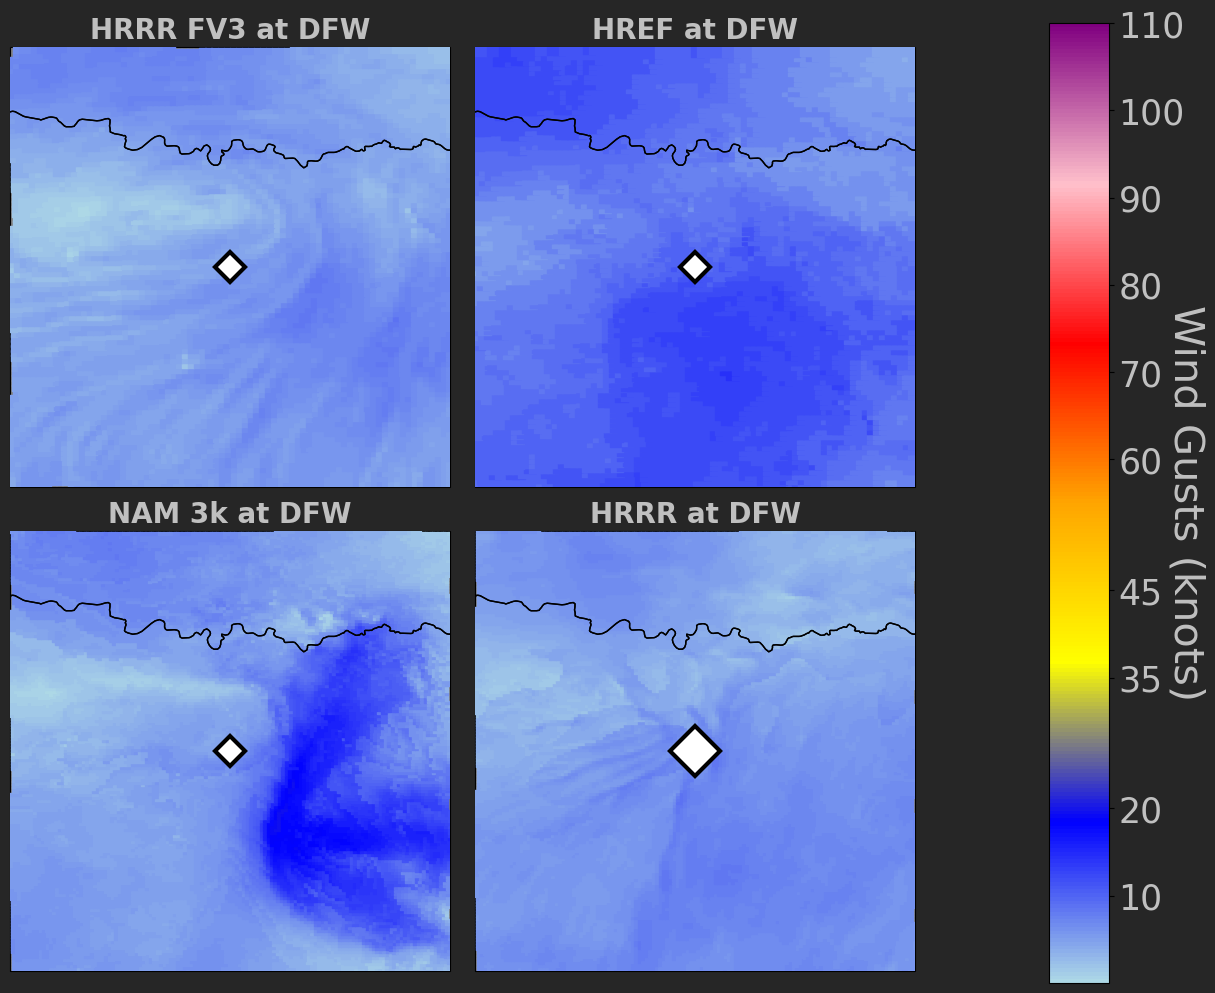 HRRR FV3 at DFW
HREF at DFW
NAM 3k at DFW
HRRR at DFW
110
100
90
80
70
60
45
35
20
10
Wind Gusts (knots)